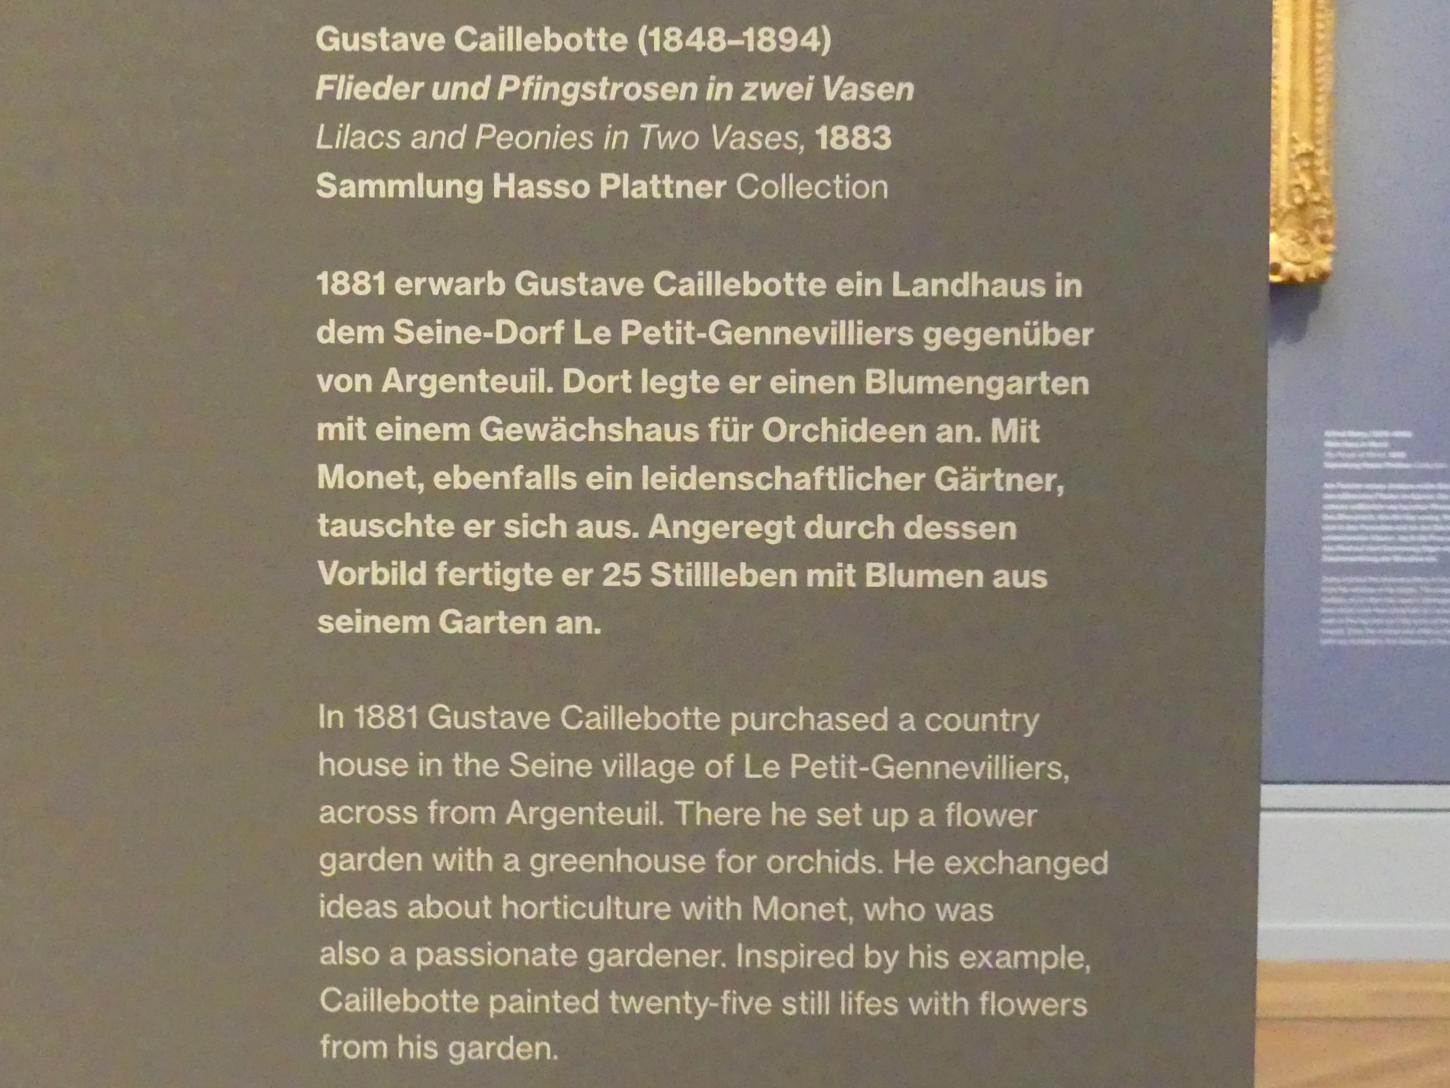 Gustave Caillebotte (1848–1894)
Flieder und Pfingstrosen in zwei Vasen
Lilacs and Peonies in Two Vases, 1883
Sammlung Hasso Plattner Collection
1881 erwarb Gustave Caillebotte ein Landhaus in
dem Seine-Dorf Le Petit-Gennevilliers gegenüber
von Argenteuil. Dort legte er einen Blumengarten
mit einem Gewächshaus für Orchideen an. Mit
Monet, ebenfalls ein leidenschaftlicher Gärtner,
tauschte er sich aus. Angeregt durch dessen
Vorbild fertigte er 25 Stillleben mit Blumen aus
seinem Garten an.
In 1881 Gustave Caillebotte purchased a country
house in the Seine village of Le Petit-Gennevilliers,
across from Argenteuil. There he set up a flower
garden with a greenhouse for orchids. He exchanged
ideas about horticulture with Monet, who was
also a passionate gardener. Inspired by his example,
Caillebotte painted twenty-five still lifes with flowers
from his garden.